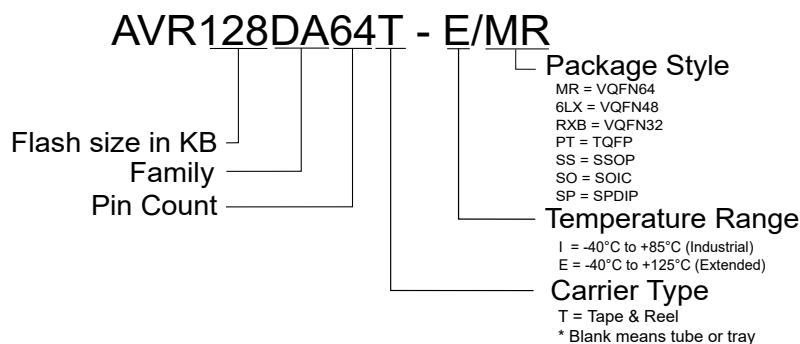 AVR128DA64T - E/MR
Package Style
MR = VQFN64
6LX = VQFN48
RXB = VQFN32
PT = TQFP
SS = SSOP
SO = SOIC
SP = SPDIP
Flash size in KB
Family
Pin Count
Temperature Range
I = -40°C to +85°C (Industrial)
E = -40°C to +125°C (Extended)
Carrier Type
T = Tape & Reel
* Blank means tube or tray